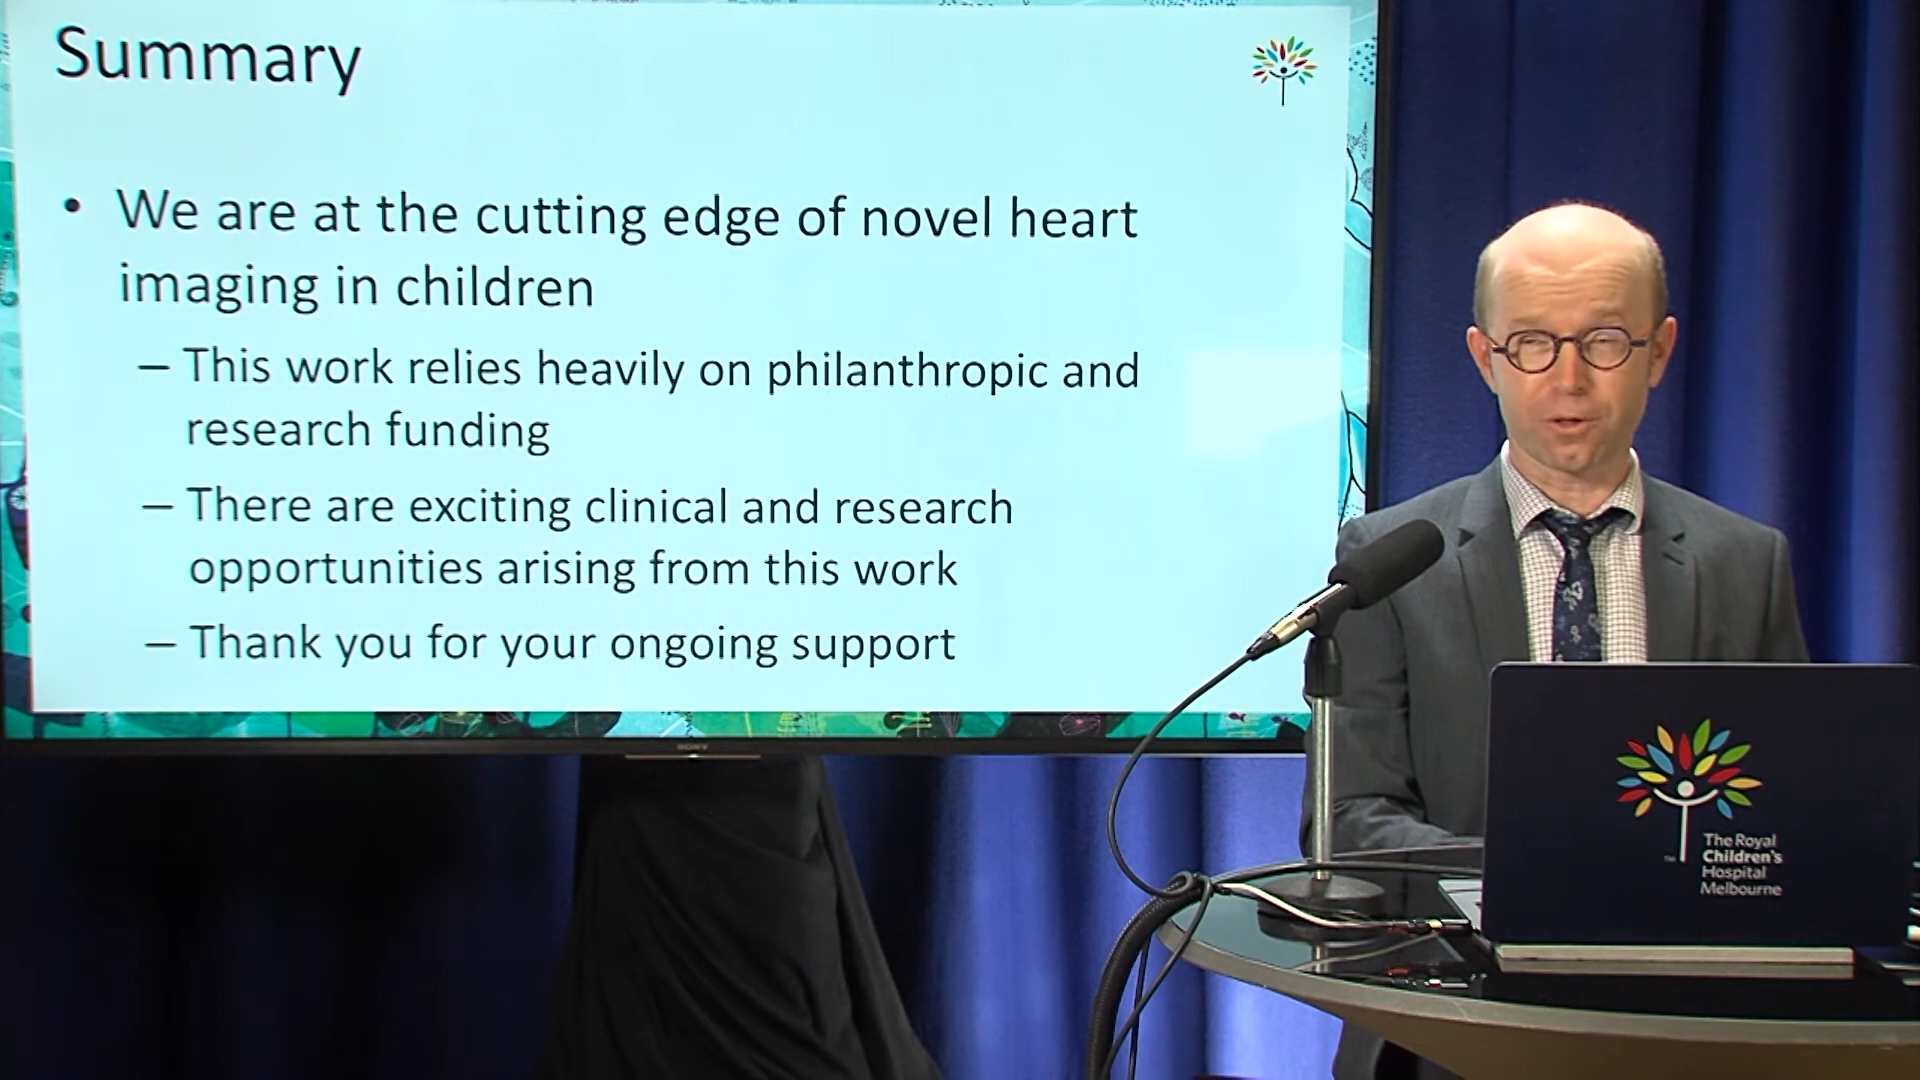 Summary
• We are at the cutting edge of novel heart
imaging in children
– This work relies heavily on philanthropic and
research funding
– There are exciting clinical and research
opportunities arising from this work
– Thank you for your ongoing support
SONY
TM
The Royal
Children's
Hospital
Melbourne